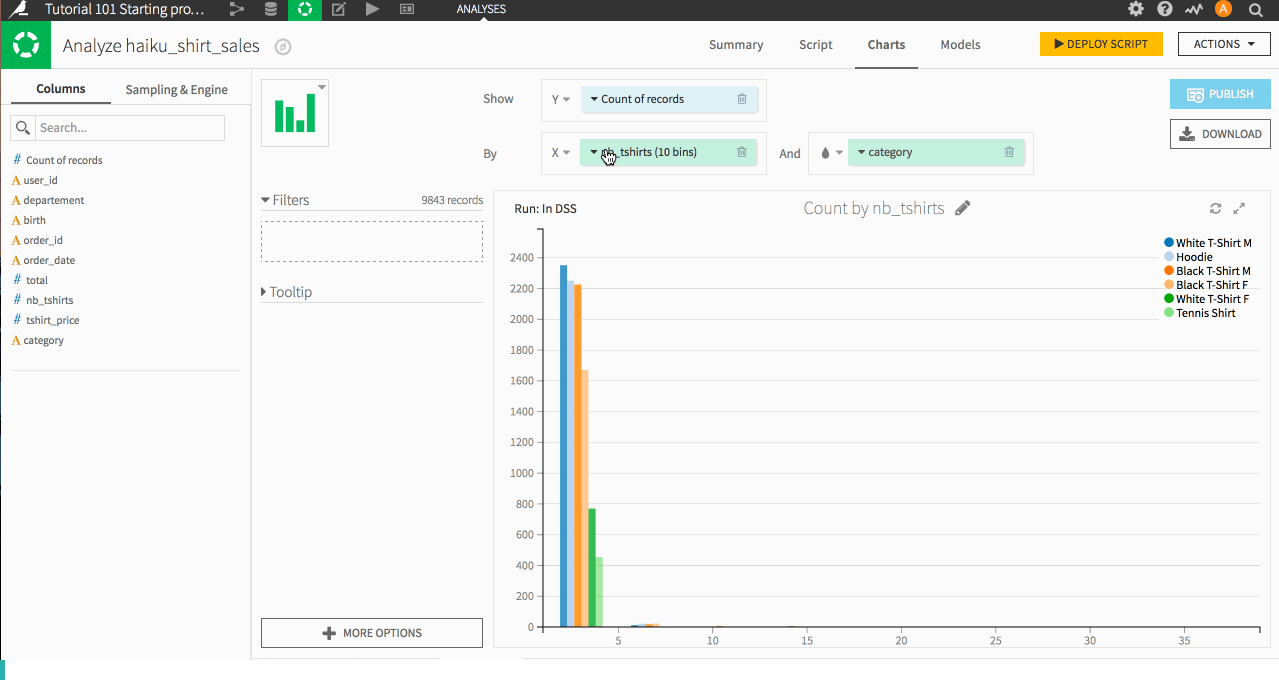 Tutorial 101 Starting pro... ANALYSES A
Analyze haiku_shirt_sales Summary Script Charts Models DEPLOY SCRIPT ACTIONS
Columns Sampling & Engine
Search...
# Count of records
A user_id
A departement
A birth
A order_id
A order_date
# total
# nb_tshirts
# tshirt_price
A category
Show Y Count of records
By X tshirts (10 bins) And category
PUBLISH
DOWNLOAD
Filters 9843 records
Tooltip
MORE OPTIONS
Run: In DSS Count by nb_tshirts
White T-Shirt M
Hoodie
Black T-Shirt M
Black T-Shirt F
White T-Shirt F
Tennis Shirt
2400
2200
2000
1800
1600
1400
1200
1000
800
600
400
200
0
5 10 15 20 25 30 35